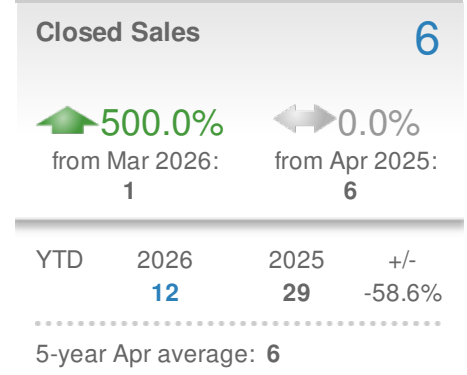 Closed Sales 6
500.0% 0.0%
from Mar 2026: from Apr 2025:
1 6
YTD 2026 2025 +/-
12 29 -58.6%
5-year Apr average: 6